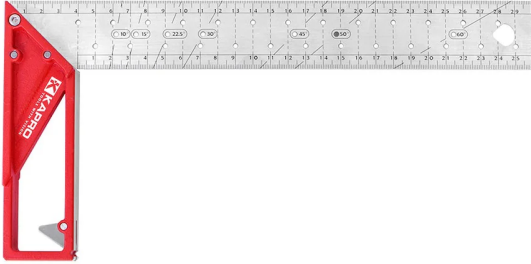 1 2 3 4 5 6 7 8 9 10 11 12 13 14 15 16 17 18 19 20 21 22 23 24 25 26 27 28 29
10° 15° 22.5° 30° 45° 50° 60°
1 2 3 4 5 6 7 8 9 10 11 12 13 14 15 16 17 18 19 20 21 22 23 24 25
KAPRO
TOOLS WITH VISION